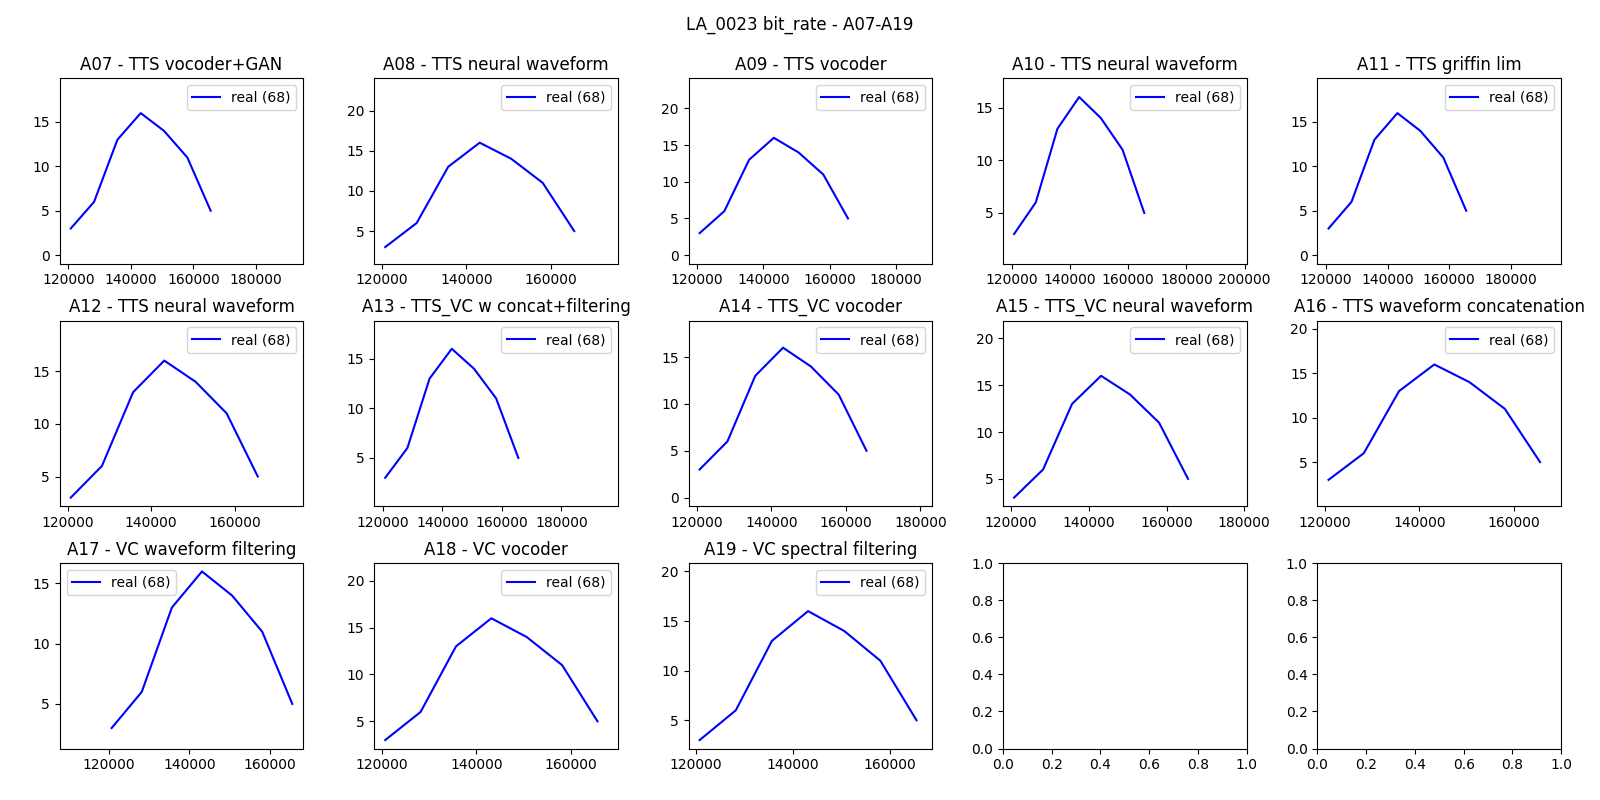 LA_0023 bit_rate - A07-A19
A07 - TTS vocoder+GAN
A08 - TTS neural waveform
A09 - TTS vocoder
A10 - TTS neural waveform
A11 - TTS griffin lim
real (68)
real (68)
real (68)
real (68)
real (68)
15
10
5
0
20
15
10
5
20
15
10
5
0
15
10
5
15
10
5
0
120000 140000 160000 180000
120000 140000 160000
120000 140000 160000 180000
120000 140000 160000 180000 200000
120000 140000 160000 180000
A12 - TTS neural waveform
A13 - TTS_VC w concat+filtering
A14 - TTS_VC vocoder
A15 - TTS_VC neural waveform
A16 - TTS waveform concatenation
real (68)
real (68)
real (68)
real (68)
real (68)
15
10
5
15
10
5
15
10
5
0
20
15
10
5
20
15
10
5
120000 140000 160000
120000 140000 160000 180000
120000 140000 160000 180000
120000 140000 160000 180000
120000 140000 160000
A17 - VC waveform filtering
A18 - VC vocoder
A19 - VC spectral filtering
real (68)
real (68)
real (68)
15
10
5
20
15
10
5
20
15
10
5
1.0
0.8
0.6
0.4
0.2
0.0
1.0
0.8
0.6
0.4
0.2
0.0
120000 140000 160000
120000 140000 160000
120000 140000 160000
0.0 0.2 0.4 0.6 0.8 1.0
0.0 0.2 0.4 0.6 0.8 1.0